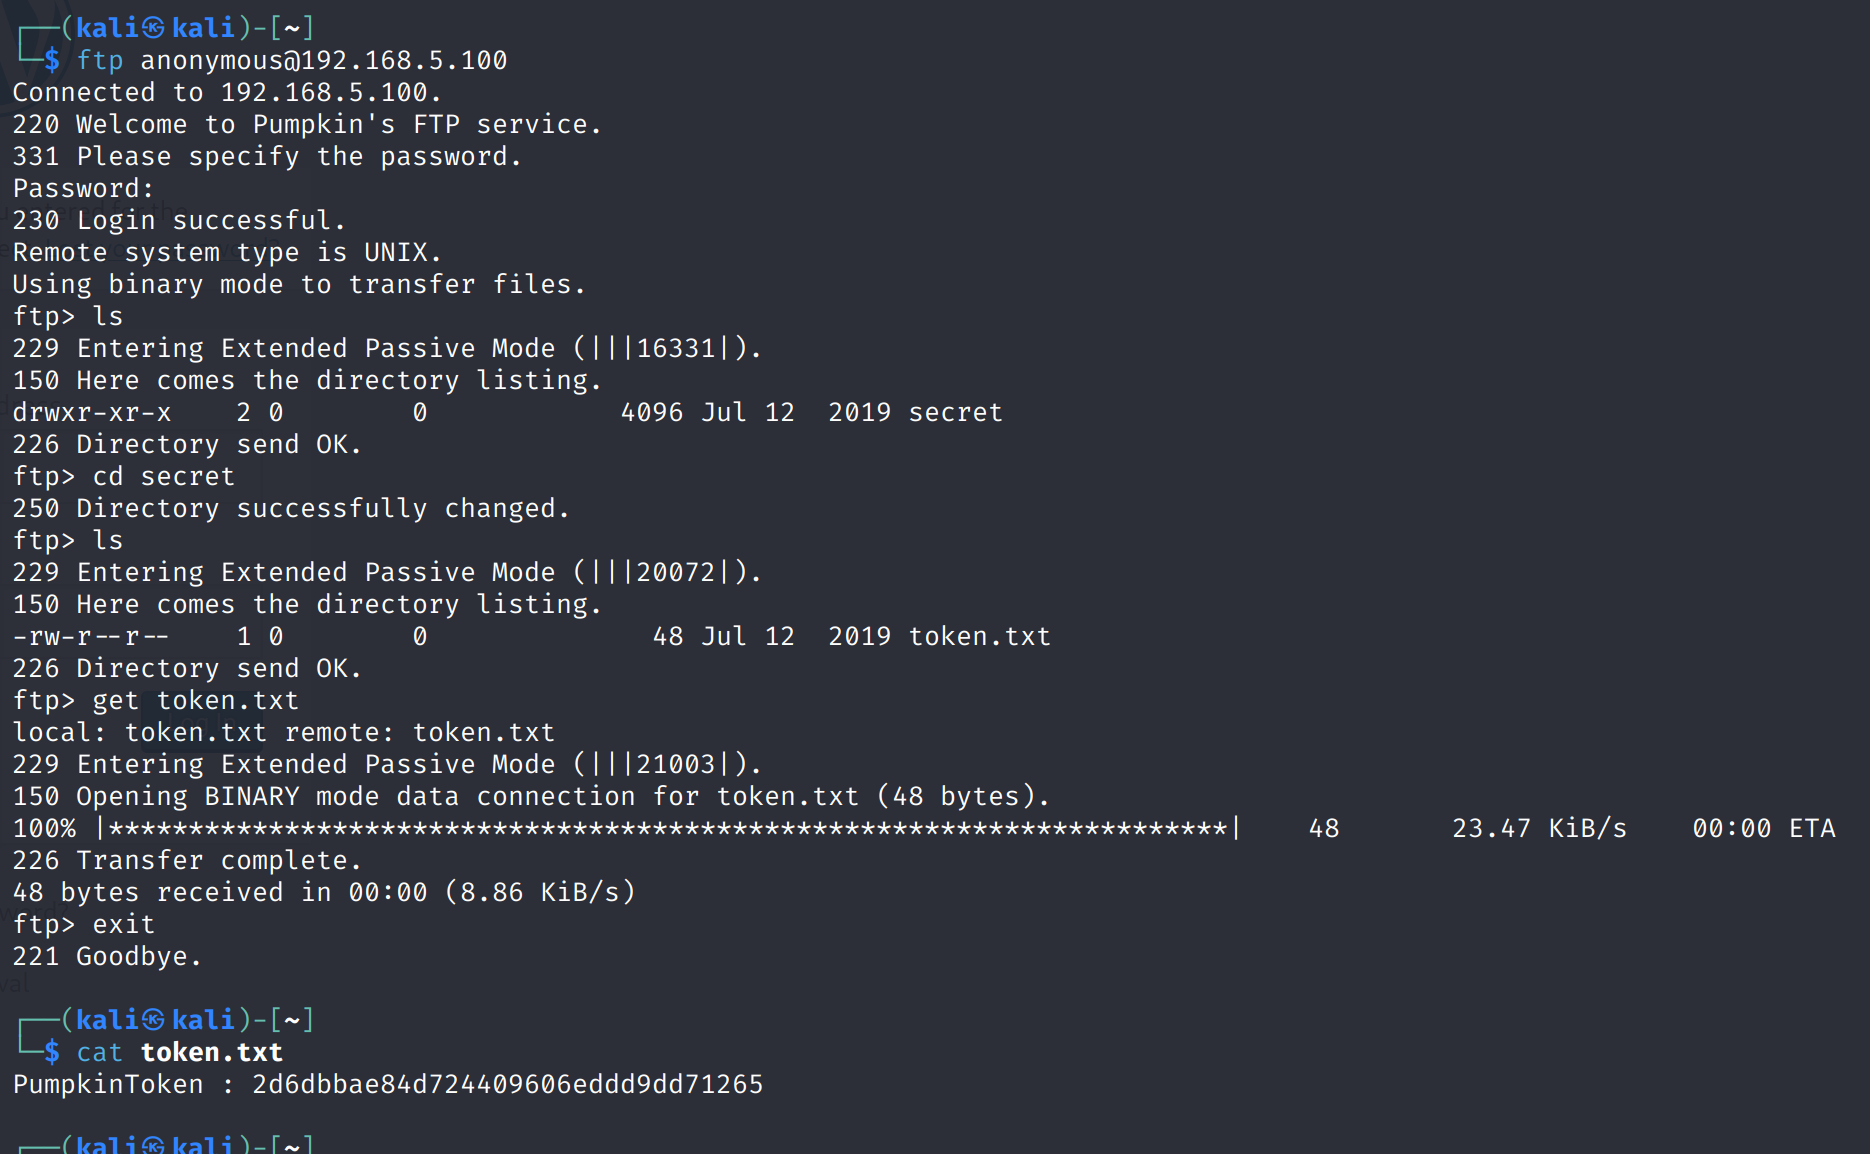 ┌──(kali㉿kali)-[~]
└─$ ftp anonymous@192.168.5.100
Connected to 192.168.5.100.
220 Welcome to Pumpkin's FTP service.
331 Please specify the password.
Password:
230 Login successful.
Remote system type is UNIX.
Using binary mode to transfer files.
ftp> ls
229 Entering Extended Passive Mode (|||16331|).
150 Here comes the directory listing.
drwxr-xr-x    2 0        0            4096 Jul 12  2019 secret
226 Directory send OK.
ftp> cd secret
250 Directory successfully changed.
ftp> ls
229 Entering Extended Passive Mode (|||20072|).
150 Here comes the directory listing.
-rw-r--r--    1 0        0              48 Jul 12  2019 token.txt
226 Directory send OK.
ftp> get token.txt
local: token.txt remote: token.txt
229 Entering Extended Passive Mode (|||21003|).
150 Opening BINARY mode data connection for token.txt (48 bytes).
100% |**********************************************************************|    48       23.47 KiB/s    00:00 ETA
226 Transfer complete.
48 bytes received in 00:00 (8.86 KiB/s)
ftp> exit
221 Goodbye.
┌──(kali㉿kali)-[~]
└─$ cat token.txt
PumpkinToken : 2d6dbbae84d724409606eddd9dd71265
┌──(kali㉿kali)-[~]